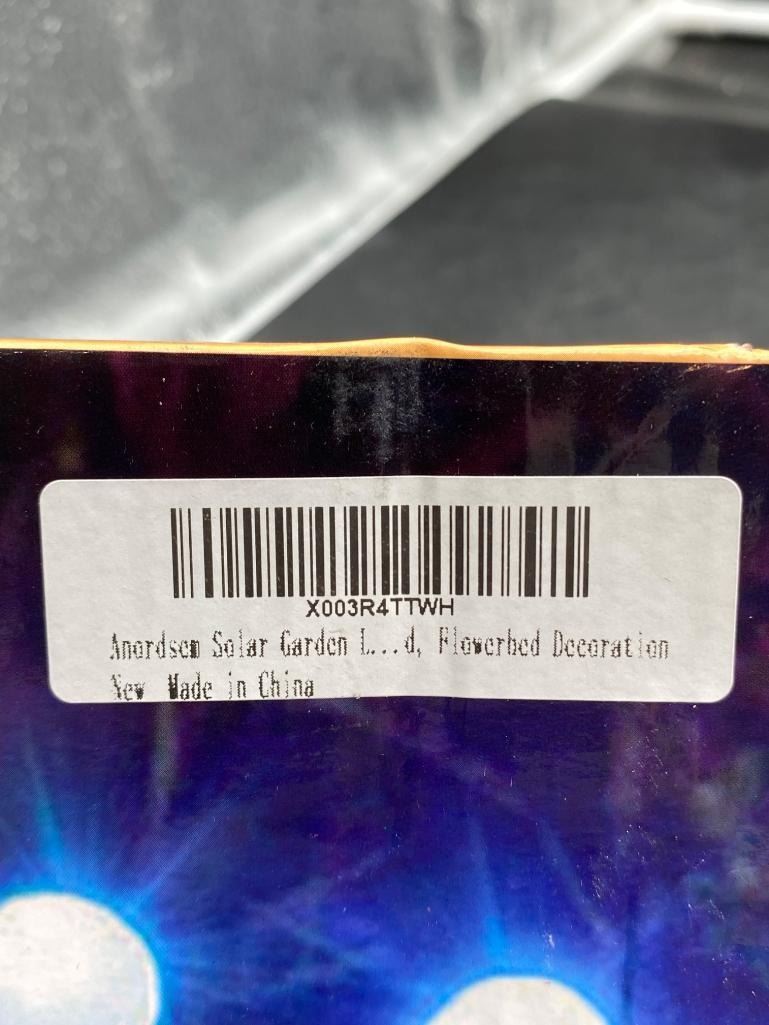 X003R4TTWH
Anordsem Solar Garden L...d, Flowerbed Decoration
New Made in China